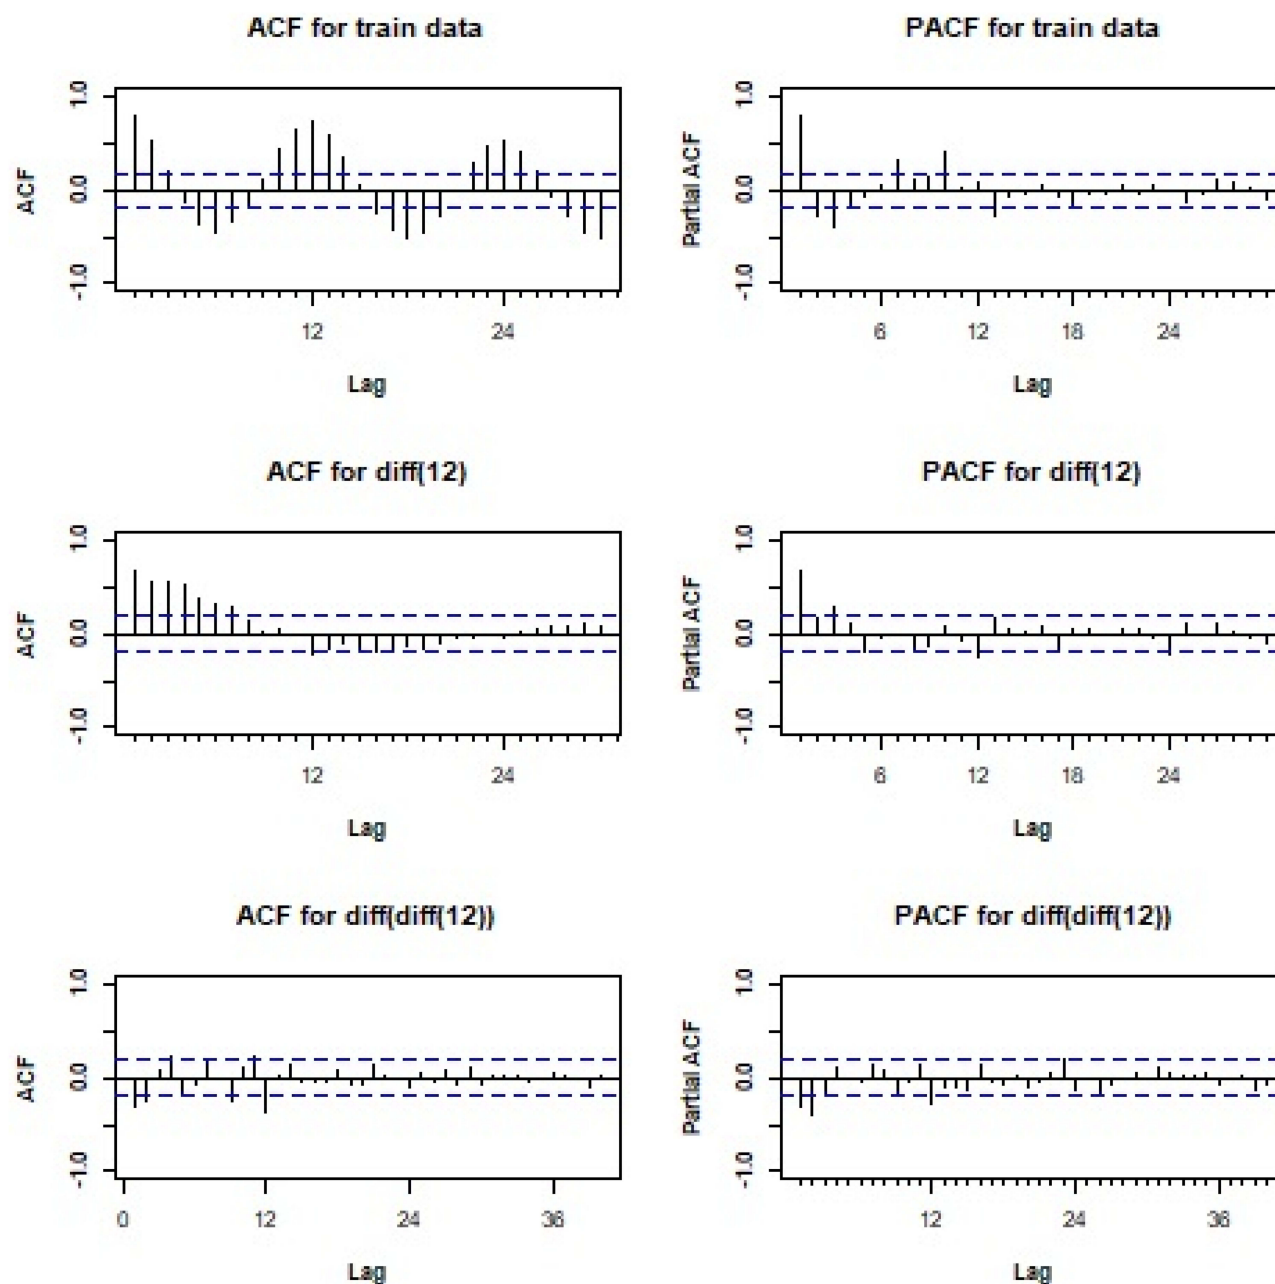 ACF for train data
ACF
1.0
0.0
-1.0
12 24
Lag
PACF for train data
Partial ACF
1.0
0.0
-1.0
6 12 18 24
Lag
ACF for diff(12)
ACF
1.0
0.0
-1.0
12 24
Lag
PACF for diff(12)
Partial ACF
1.0
0.0
-1.0
6 12 18 24
Lag
ACF for diff(diff(12))
ACF
1.0
0.0
-1.0
0 12 24 36
Lag
PACF for diff(diff(12))
Partial ACF
1.0
0.0
-1.0
12 24 36
Lag